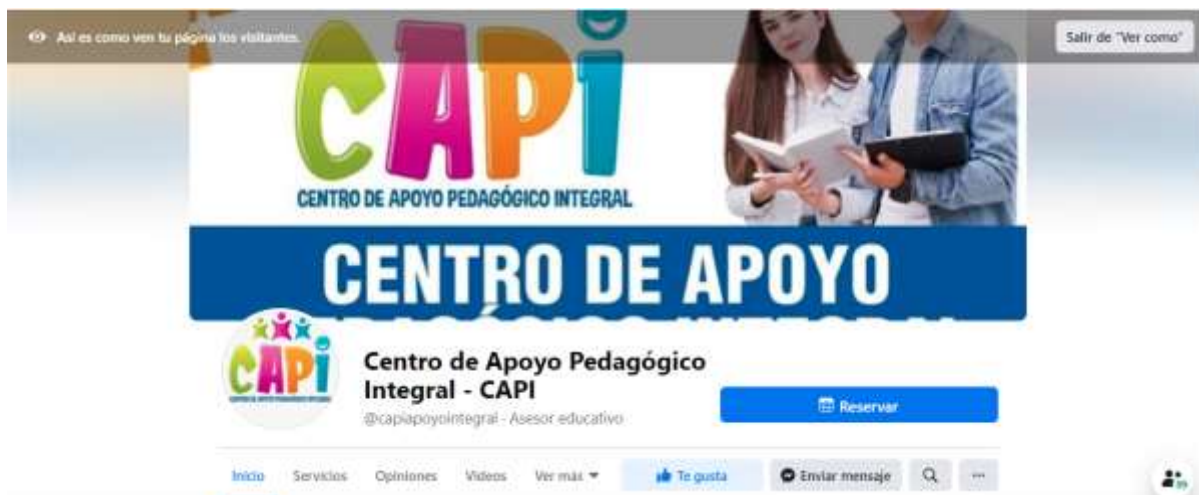 Así es como ven tu página los visitantes.
Salir de "Ver como"
CAPi
CENTRO DE APOYO PEDAGÓGICO INTEGRAL
CENTRO DE APOYO
PEDAGÓGICO INTEGRAL
CAPi
Centro de Apoyo Pedagógico
Integral - CAPI
@capiapoyointegral - Asesor educativo
Reservar
Inicio Servicios Opiniones Videos Ver más Te gusta Enviar mensaje